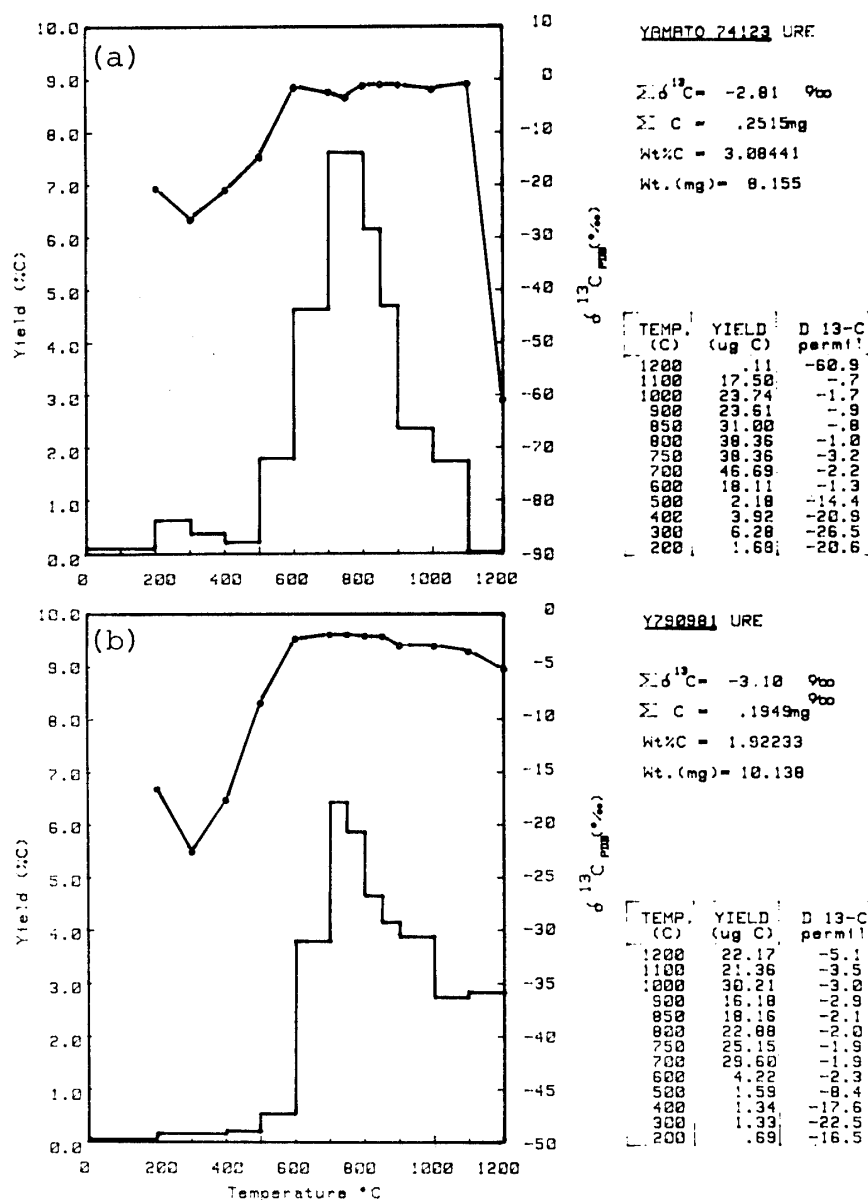 (a)
10.0
9.0
8.0
7.0
6.0
5.0
4.0
3.0
2.0
1.0
0.0
Yield (%C)
10
0
-10
-20
-30
-40
-50
-60
-70
-80
-90
δ 13C PDB (‰)
0 200 400 600 800 1000 1200
YAMATO 74123 URE
Σδ 13C= -2.81 ‰
Σ C = .2515mg
Wt%C = 3.08441
Wt.(mg)= 8.155
TEMP. YIELD D 13-C
(C) (ug C) permil
1200 .11 -60.9
1100 17.50 -.7
1000 23.74 -1.7
900 23.61 -.9
850 31.00 -.8
800 38.36 -1.0
750 38.36 -3.2
700 46.69 -2.2
600 18.11 -1.3
500 2.18 -14.4
400 3.92 -20.9
300 6.28 -26.5
200 1.68 -20.6
(b)
10.0
9.0
8.0
7.0
6.0
5.0
4.0
3.0
2.0
1.0
0.0
Yield (%C)
0
-5
-10
-15
-20
-25
-30
-35
-40
-45
-50
δ 13C PDB (‰)
0 200 400 600 800 1000 1200
Temperature °C
Y790981 URE
Σδ 13C= -3.10 ‰
Σ C = .1949mg ‰
Wt%C = 1.92233
Wt.(mg)= 10.138
TEMP. YIELD D 13-C
(C) (ug C) permil
1200 22.17 -5.1
1100 21.36 -3.5
1000 30.21 -3.0
900 16.18 -2.9
850 18.16 -2.1
800 22.88 -2.0
750 25.15 -1.9
700 29.60 -1.9
600 4.22 -2.3
500 1.59 -8.4
400 1.34 -17.6
300 1.33 -22.5
200 .69 -16.5